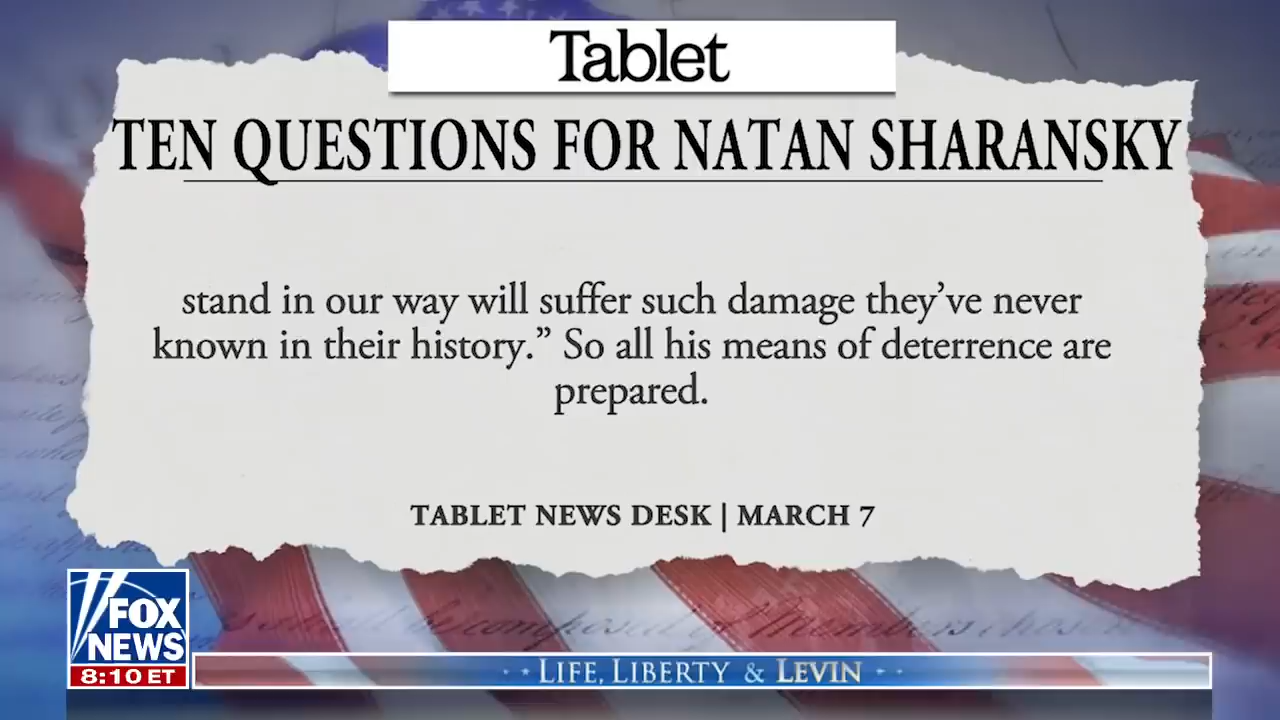 Tablet
TEN QUESTIONS FOR NATAN SHARANSKY
stand in our way will suffer such damage they’ve never
known in their history.” So all his means of deterrence are
prepared.
TABLET NEWS DESK | MARCH 7
FOX
NEWS
8:10 ET
LIFE, LIBERTY & LEVIN